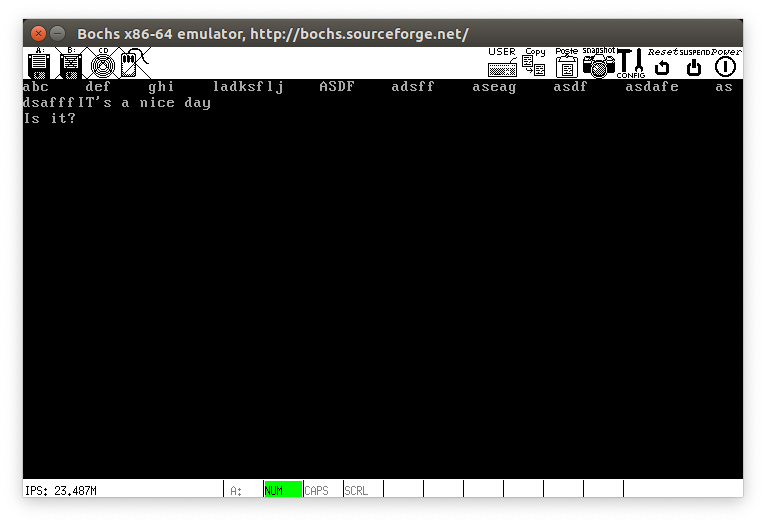 Bochs x86-64 emulator, http://bochs.sourceforge.net/
A: B: CD USER Copy Paste snapshot CONFIG Reset SUSPEND Power
abc def ghi ladksflj ASDF adsff aseag asdf asdafe as
dsafffIT's a nice day
Is it?
IPS: 23.487M A: NUM CAPS SCRL